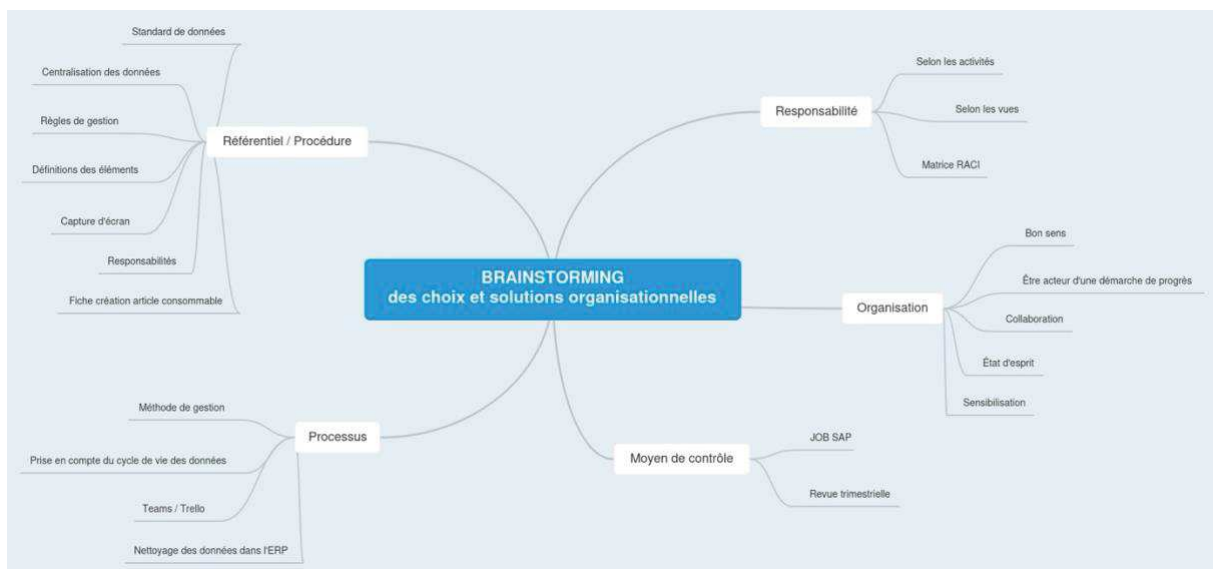 BRAINSTORMING
des choix et solutions organisationnelles
Référentiel / Procédure
Standard de données
Centralisation des données
Règles de gestion
Définitions des éléments
Capture d'écran
Responsabilités
Fiche création article consommable
Processus
Méthode de gestion
Prise en compte du cycle de vie des données
Teams / Trello
Nettoyage des données dans l'ERP
Responsabilité
Selon les activités
Selon les vues
Matrice RACI
Organisation
Bon sens
Être acteur d'une démarche de progrès
Collaboration
État d'esprit
Sensibilisation
Moyen de contrôle
JOB SAP
Revue trimestrielle